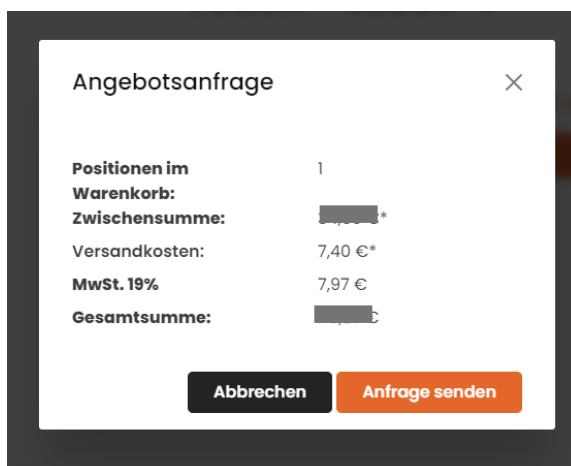 Angebotsanfrage
Positionen im 1
Warenkorb:
Zwischensumme: €*
Versandkosten: 7,40 €*
MwSt. 19% 7,97 €
Gesamtsumme: €
Abbrechen Anfrage senden